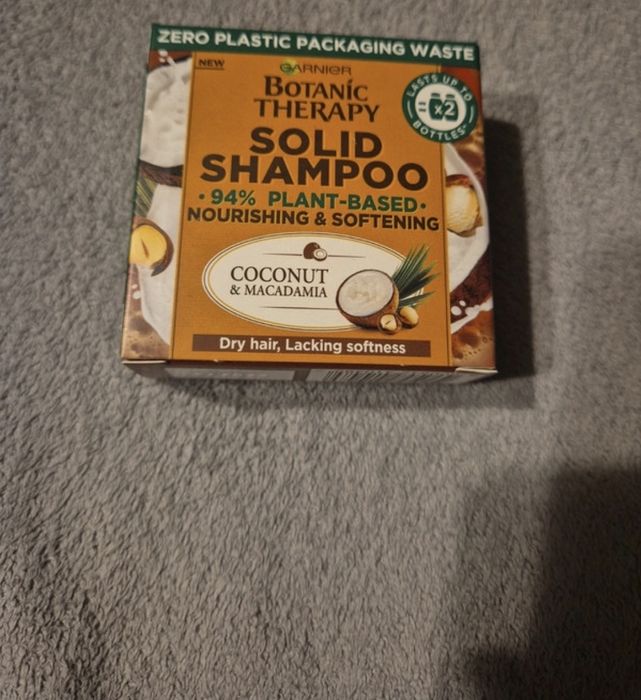 ZERO PLASTIC PACKAGING WASTE
NEW
GARNIER
BOTANIC
THERAPY
LASTS UP TO
= x2
BOTTLES*
SOLID
SHAMPOO
• 94% PLANT-BASED •
NOURISHING & SOFTENING
COCONUT
& MACADAMIA
Dry hair, Lacking softness